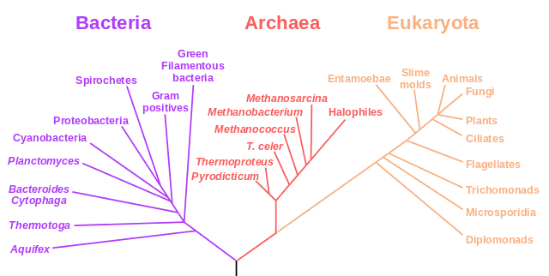 Bacteria
Archaea
Eukaryota
Green
Filamentous
bacteria
Spirochetes
Gram
positives
Proteobacteria
Cyanobacteria
Planctomyces
Bacteroides
Cytophaga
Thermotoga
Aquifex
Methanosarcina
Methanobacterium
Halophiles
Methanococcus
T. celer
Thermoproteus
Pyrodicticum
Entamoebae
Slime
molds
Animals
Fungi
Plants
Ciliates
Flagellates
Trichomonads
Microsporidia
Diplomonads